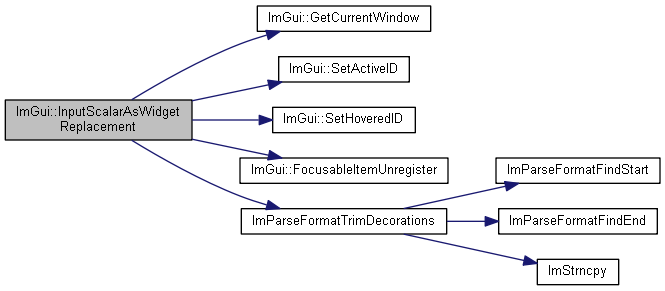 ImGui::GetCurrentWindow
ImGui::SetActiveID
ImGui::InputScalarAsWidget
Replacement
ImGui::SetHoveredID
ImGui::FocusableItemUnregister
ImParseFormatTrimDecorations
ImParseFormatFindStart
ImParseFormatFindEnd
ImStrncpy